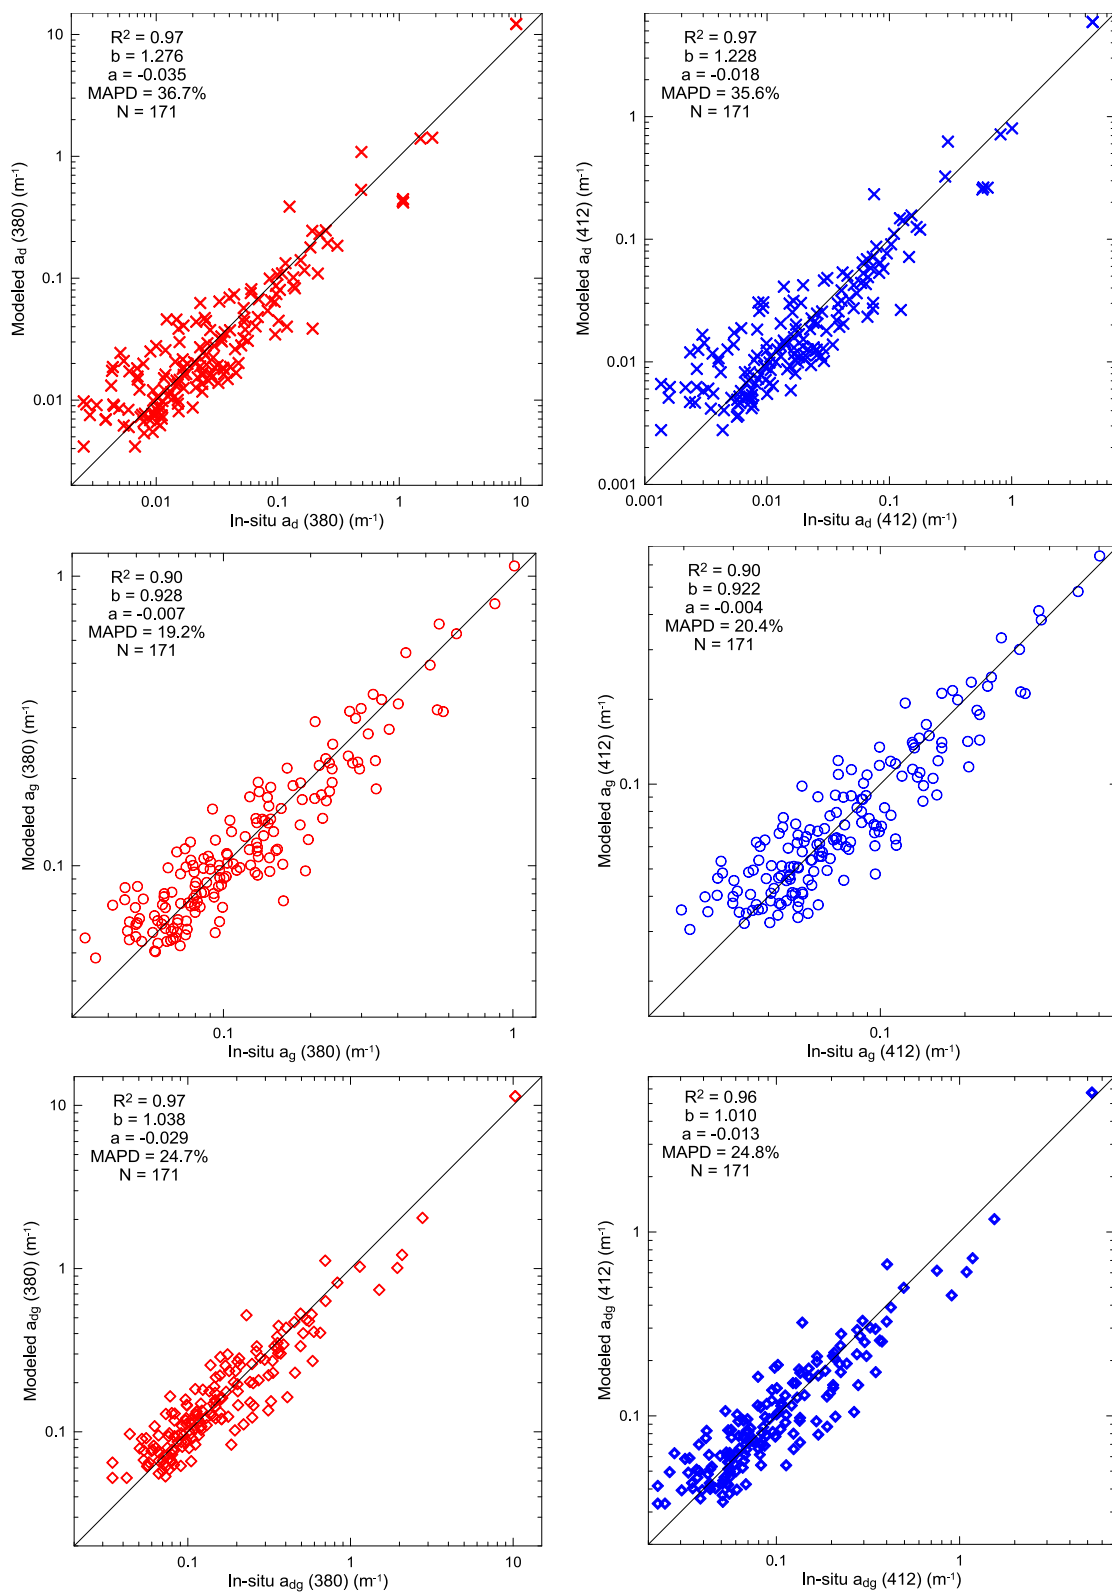 R² = 0.97
b = 1.276
a = -0.035
MAPD = 36.7%
N = 171
10
1
0.1
0.01
Modeled a_d (380) (m⁻¹)
0.01 0.1 1 10
In-situ a_d (380) (m⁻¹)
R² = 0.97
b = 1.228
a = -0.018
MAPD = 35.6%
N = 171
1
0.1
0.01
0.001
Modeled a_d (412) (m⁻¹)
0.001 0.01 0.1 1
In-situ a_d (412) (m⁻¹)
R² = 0.90
b = 0.928
a = -0.007
MAPD = 19.2%
N = 171
1
0.1
Modeled a_g (380) (m⁻¹)
0.1 1
In-situ a_g (380) (m⁻¹)
R² = 0.90
b = 0.922
a = -0.004
MAPD = 20.4%
N = 171
0.1
Modeled a_g (412) (m⁻¹)
0.1
In-situ a_g (412) (m⁻¹)
R² = 0.97
b = 1.038
a = -0.029
MAPD = 24.7%
N = 171
10
1
0.1
Modeled a_dg (380) (m⁻¹)
0.1 1 10
In-situ a_dg (380) (m⁻¹)
R² = 0.96
b = 1.010
a = -0.013
MAPD = 24.8%
N = 171
1
0.1
Modeled a_dg (412) (m⁻¹)
0.1 1
In-situ a_dg (412) (m⁻¹)